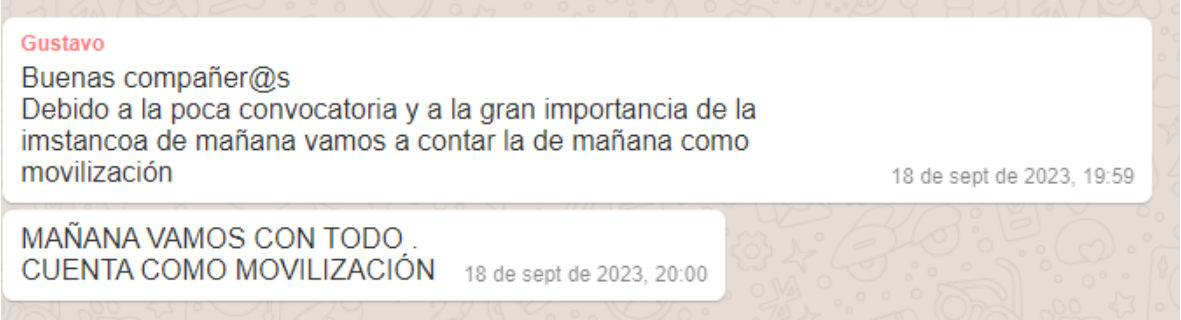 Gustavo
Buenas compañer@s
Debido a la poca convocatoria y a la gran importancia de la
imstancoa de mañana vamos a contar la de mañana como
movilización
18 de sept de 2023, 19:59
MAÑANA VAMOS CON TODO .
CUENTA COMO MOVILIZACIÓN
18 de sept de 2023, 20:00